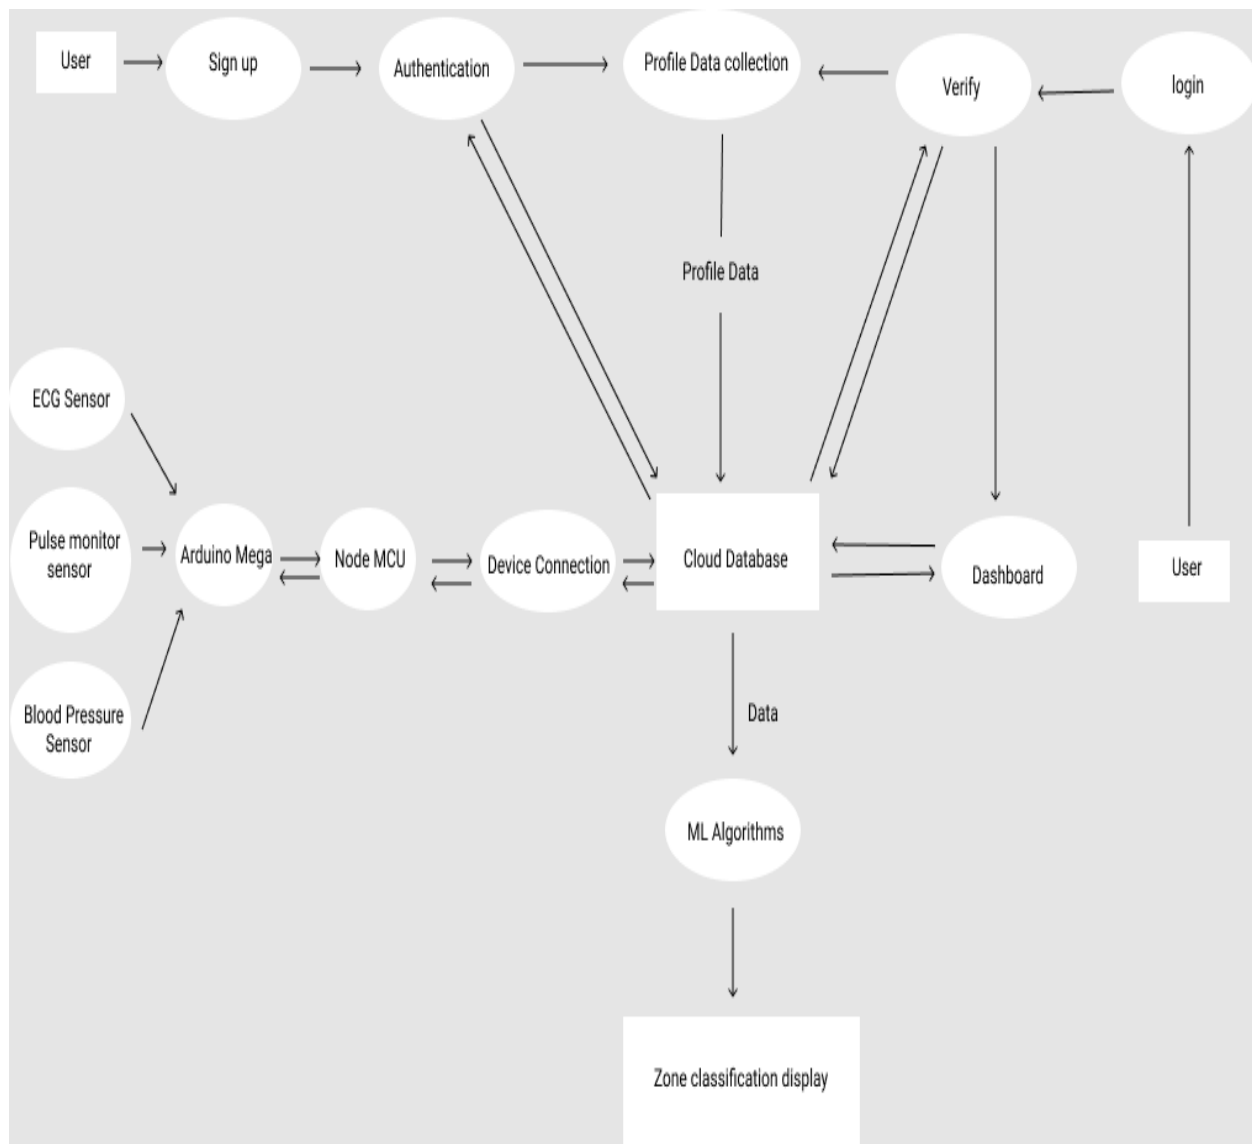 User
Sign up
Authentication
Profile Data collection
Verify
login
Profile Data
ECG Sensor
Pulse monitor
sensor
Arduino Mega
Node MCU
Device Connection
Cloud Database
Dashboard
User
Blood Pressure
Sensor
Data
ML Algorithms
Zone classification display